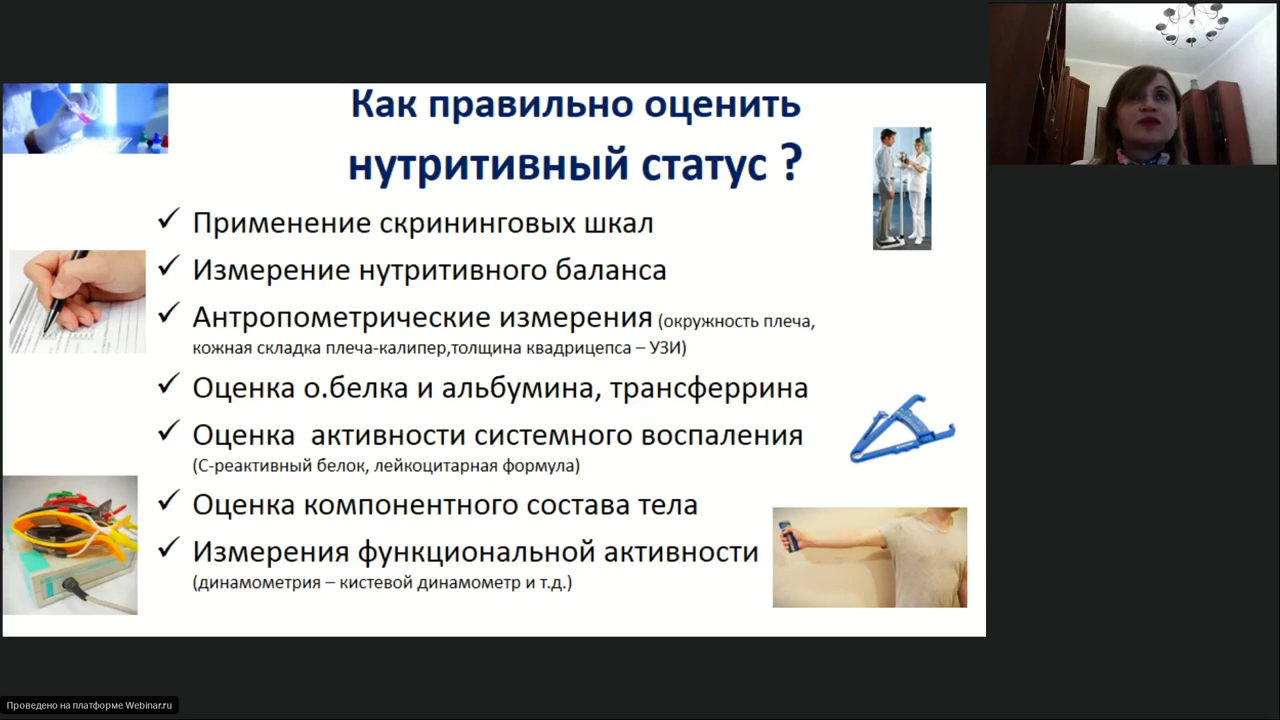 Как правильно оценить
нутритивный статус ?
✓ Применение скрининговых шкал
✓ Измерение нутритивного баланса
✓ Антропометрические измерения (окружность плеча,
кожная складка плеча-калипер,толщина квадрицепса – УЗИ)
✓ Оценка о.белка и альбумина, трансферрина
✓ Оценка  активности системного воспаления
(С-реактивный белок, лейкоцитарная формула)
✓ Оценка компонентного состава тела
✓ Измерения функциональной активности
(динамометрия – кистевой динамометр и т.д.)
Проведено на платформе Webinar.ru